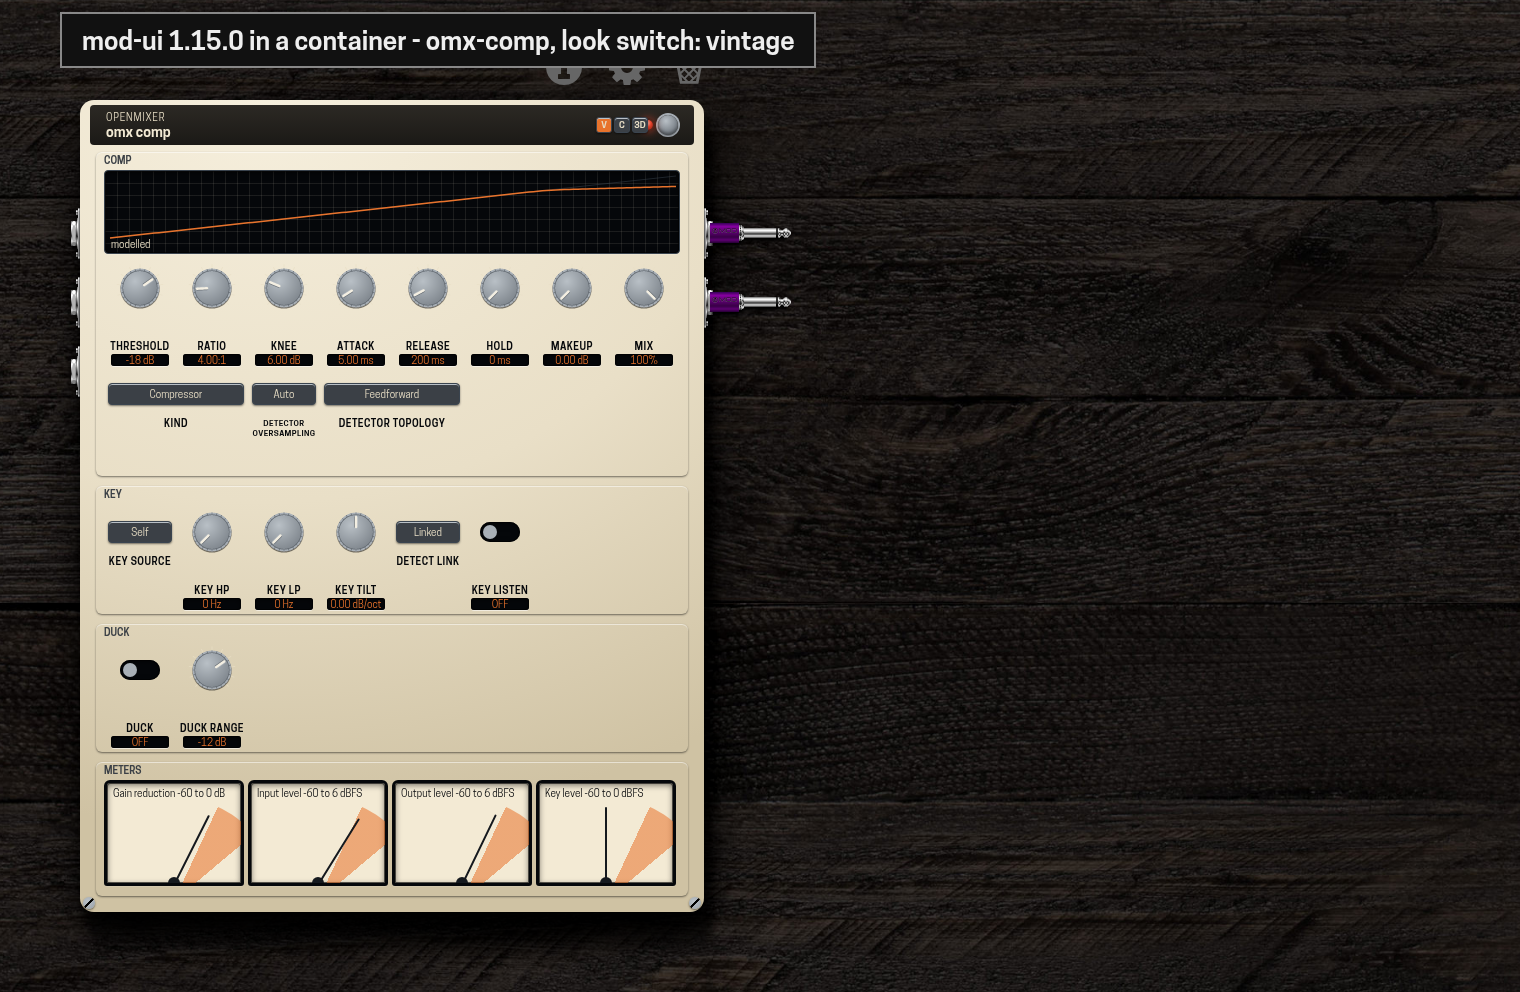 mod-ui 1.15.0 in a container - omx-comp, look switch: vintage
OPENMIXER
omx comp
V C 3D
COMP
modelled
THRESHOLD RATIO KNEE ATTACK RELEASE HOLD MAKEUP MIX
-18 dB 4.00:1 6.00 dB 5.00 ms 200 ms 0 ms 0.00 dB 100%
Compressor Auto Feedforward
KIND DETECTOR OVERSAMPLING DETECTOR TOPOLOGY
KEY
Self Linked
KEY SOURCE DETECT LINK
KEY HP KEY LP KEY TILT KEY LISTEN
0 Hz 0 Hz 0.00 dB/oct OFF
DUCK
DUCK DUCK RANGE
OFF -12 dB
METERS
Gain reduction -60 to 0 dB Input level -60 to 6 dBFS Output level -60 to 6 dBFS Key level -60 to 0 dBFS